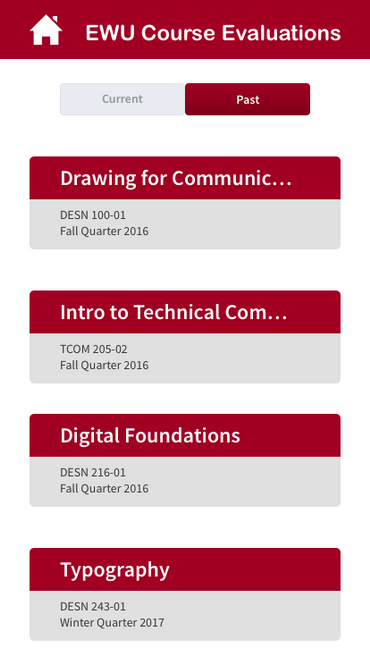 EWU Course Evaluations
Current
Past
Drawing for Communic...
DESN 100-01
Fall Quarter 2016
Intro to Technical Com...
TCOM 205-02
Fall Quarter 2016
Digital Foundations
DESN 216-01
Fall Quarter 2016
Typography
DESN 243-01
Winter Quarter 2017